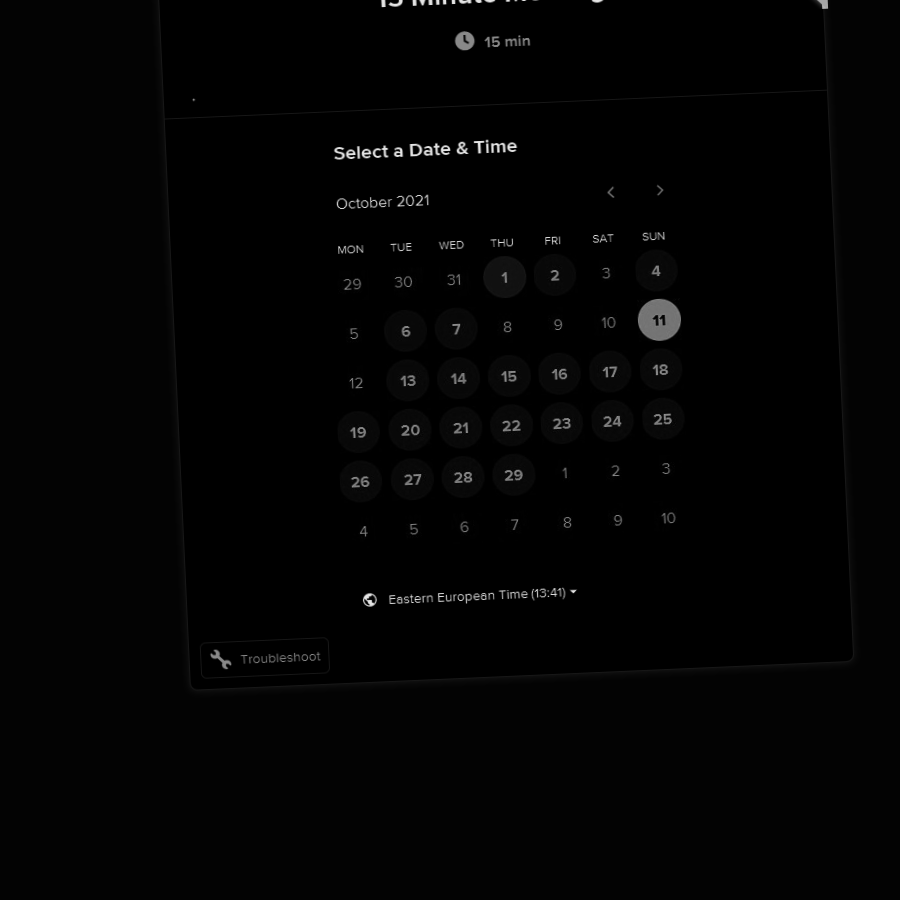 15 min
Select a Date & Time
October 2021
MON TUE WED THU FRI SAT SUN
29 30 31 1 2 3 4
5 6 7 8 9 10 11
12 13 14 15 16 17 18
19 20 21 22 23 24 25
26 27 28 29 1 2 3
4 5 6 7 8 9 10
Eastern European Time (13:41)
Troubleshoot